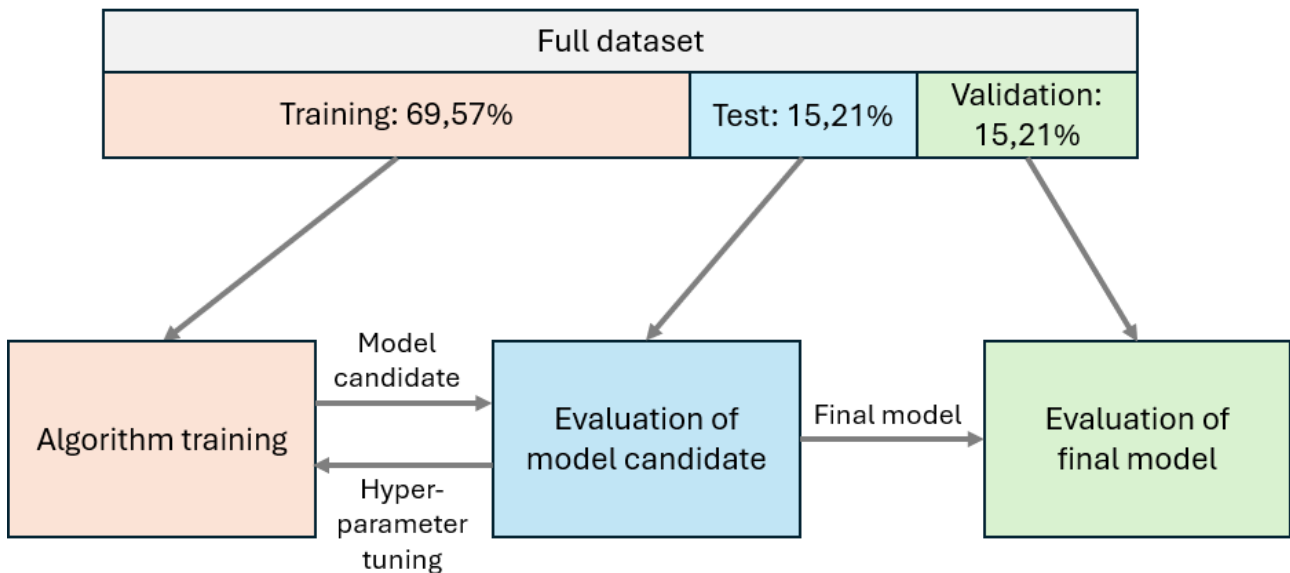 Full dataset
Training: 69,57%
Test: 15,21%
Validation:
15,21%
Model
candidate
Algorithm training
Hyper-
parameter
tuning
Evaluation of
model candidate
Final model
Evaluation of
final model